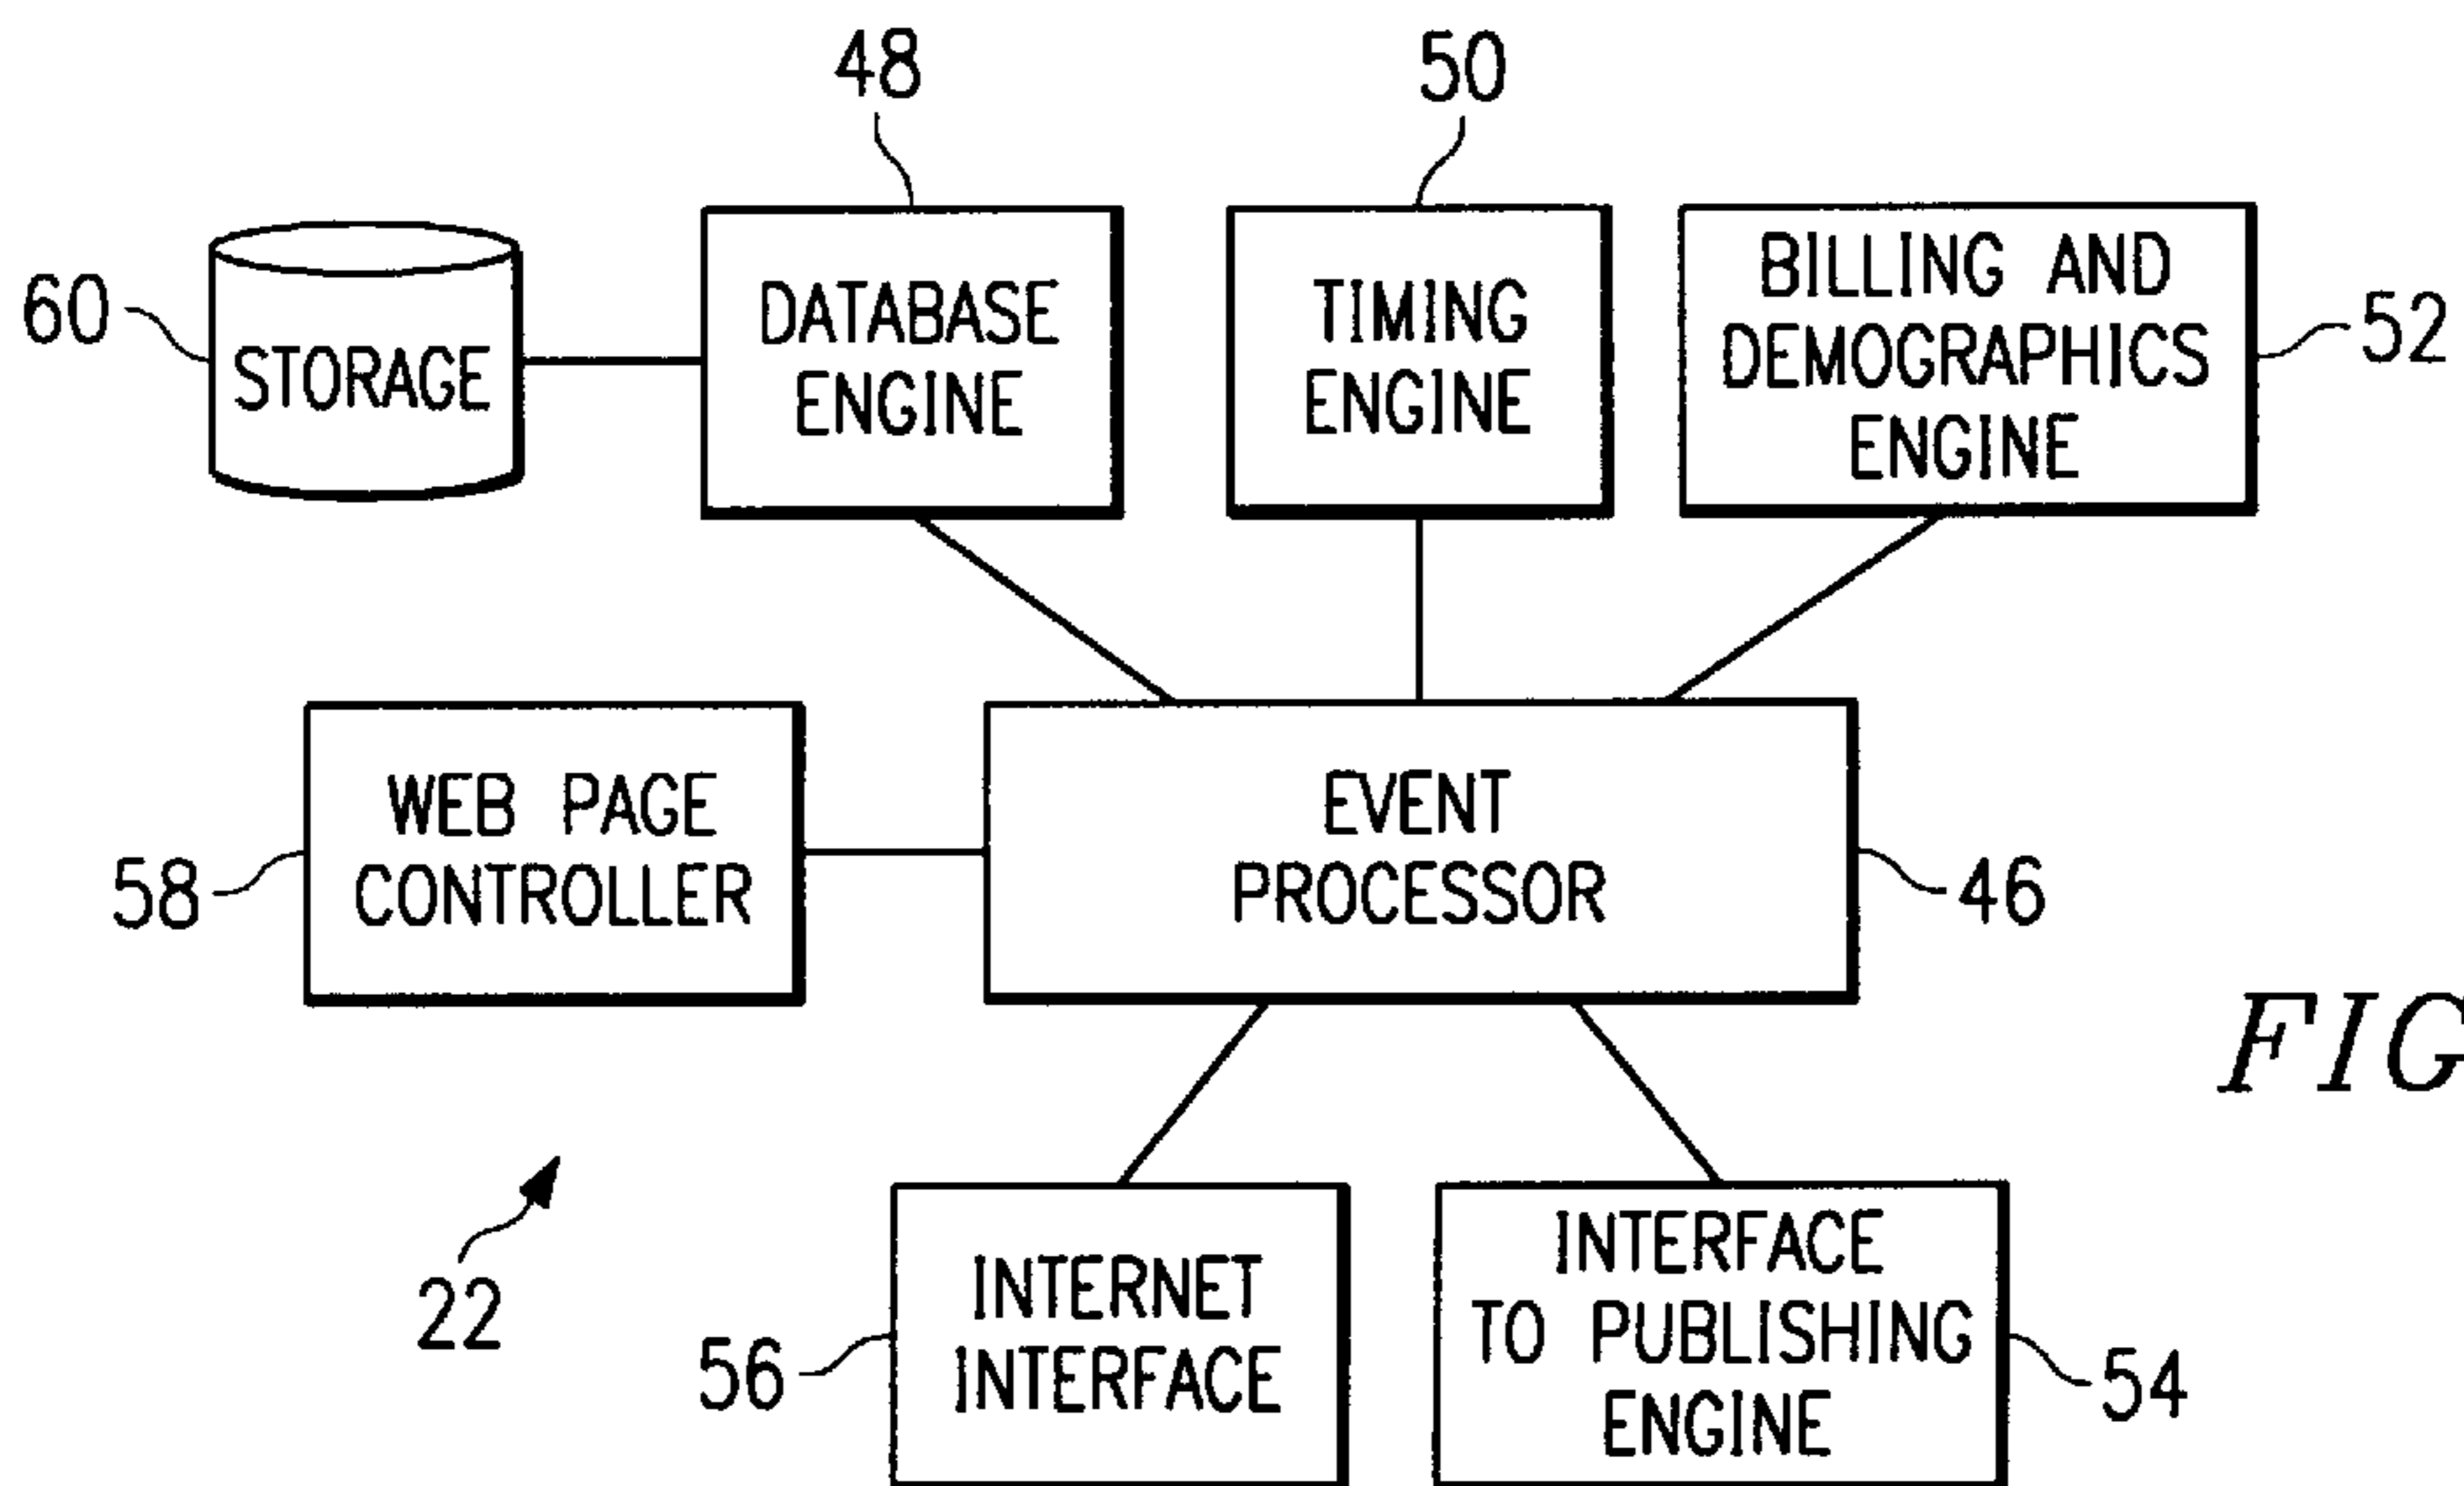 48
50
60
STORAGE
DATABASE
ENGINE
TIMING
ENGINE
BILLING AND
DEMOGRAPHICS
ENGINE
52
58
WEB PAGE
CONTROLLER
EVENT
PROCESSOR
46
FIG
22
56
INTERNET
INTERFACE
INTERFACE
TO PUBLISHING
ENGINE
54